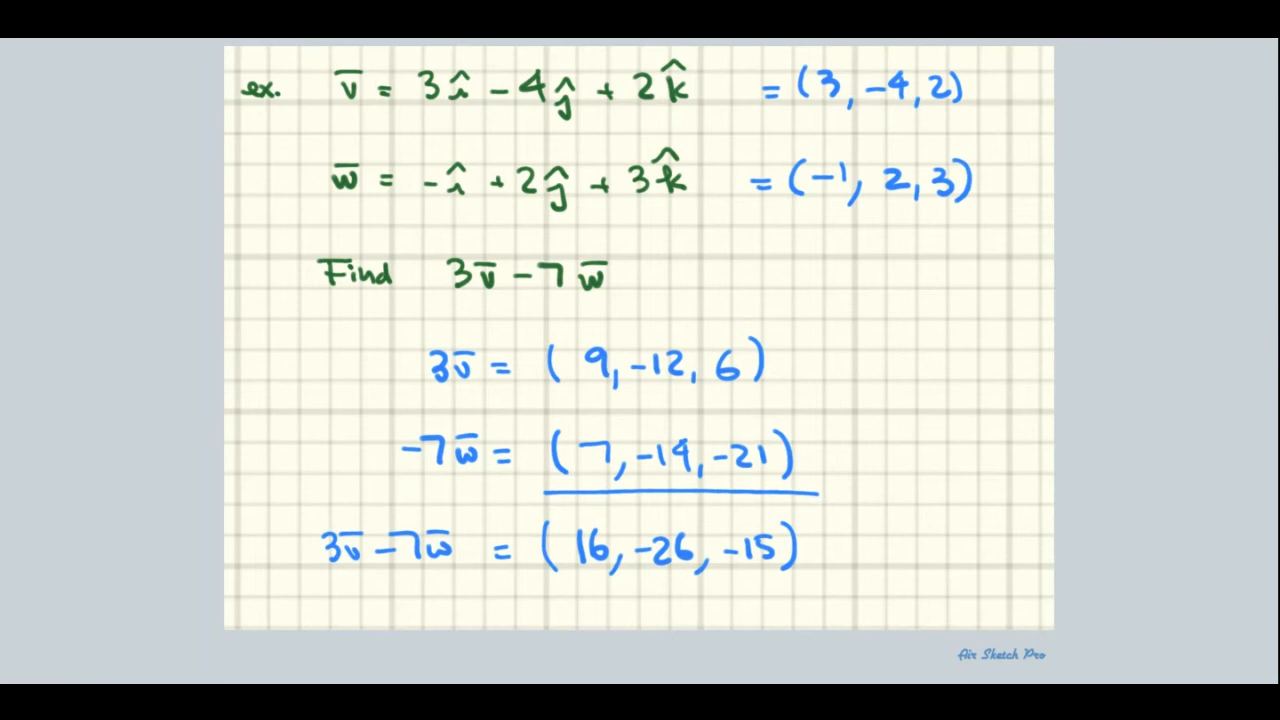 ex. v̅ = 3î - 4ĵ + 2k̂ = (3, -4, 2)
w̅ = -î + 2ĵ + 3k̂ = (-1, 2, 3)
Find 3v̅ - 7w̅
3v̅ = (9, -12, 6)
-7w̅ = (7, -14, -21)
3v̅ - 7w̅ = (16, -26, -15)
Air Sketch Pro